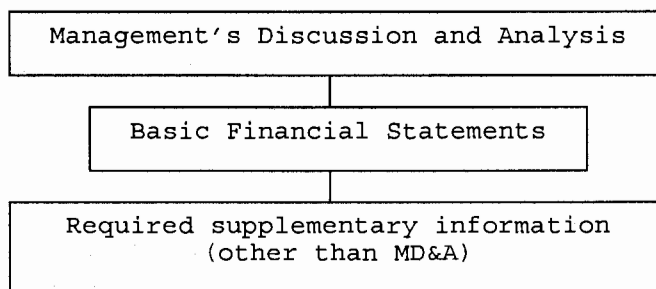 Management's Discussion and Analysis
Basic Financial Statements
Required supplementary information
(other than MD&A)